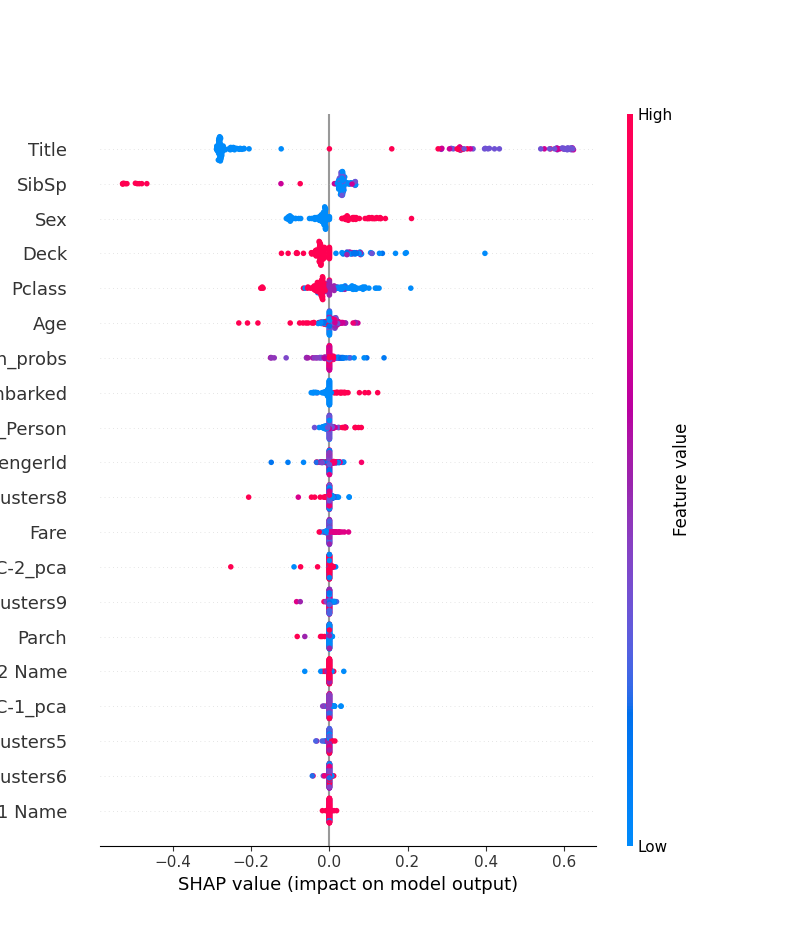 High
Title
SibSp
Sex
Deck
Pclass
Age
n_probs
nbarked
_Person
engerId
usters8
Fare
C-2_pca
usters9
Parch
2 Name
C-1_pca
usters5
usters6
1 Name
Low
Feature value
−0.4 −0.2 0.0 0.2 0.4 0.6
SHAP value (impact on model output)